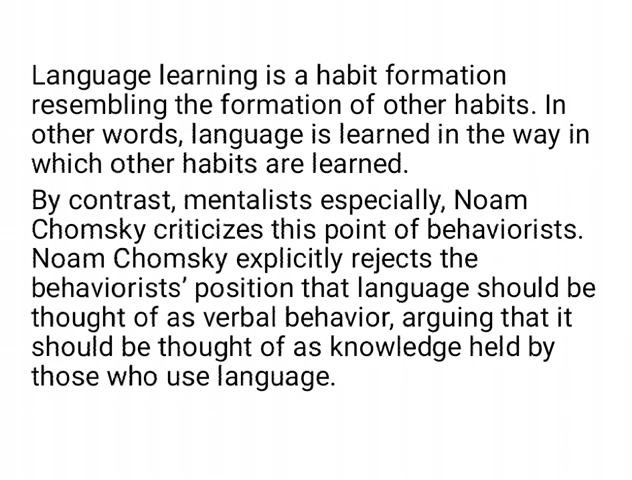 Language learning is a habit formation
resembling the formation of other habits. In
other words, language is learned in the way in
which other habits are learned.
By contrast, mentalists especially, Noam
Chomsky criticizes this point of behaviorists.
Noam Chomsky explicitly rejects the
behaviorists’ position that language should be
thought of as verbal behavior, arguing that it
should be thought of as knowledge held by
those who use language.